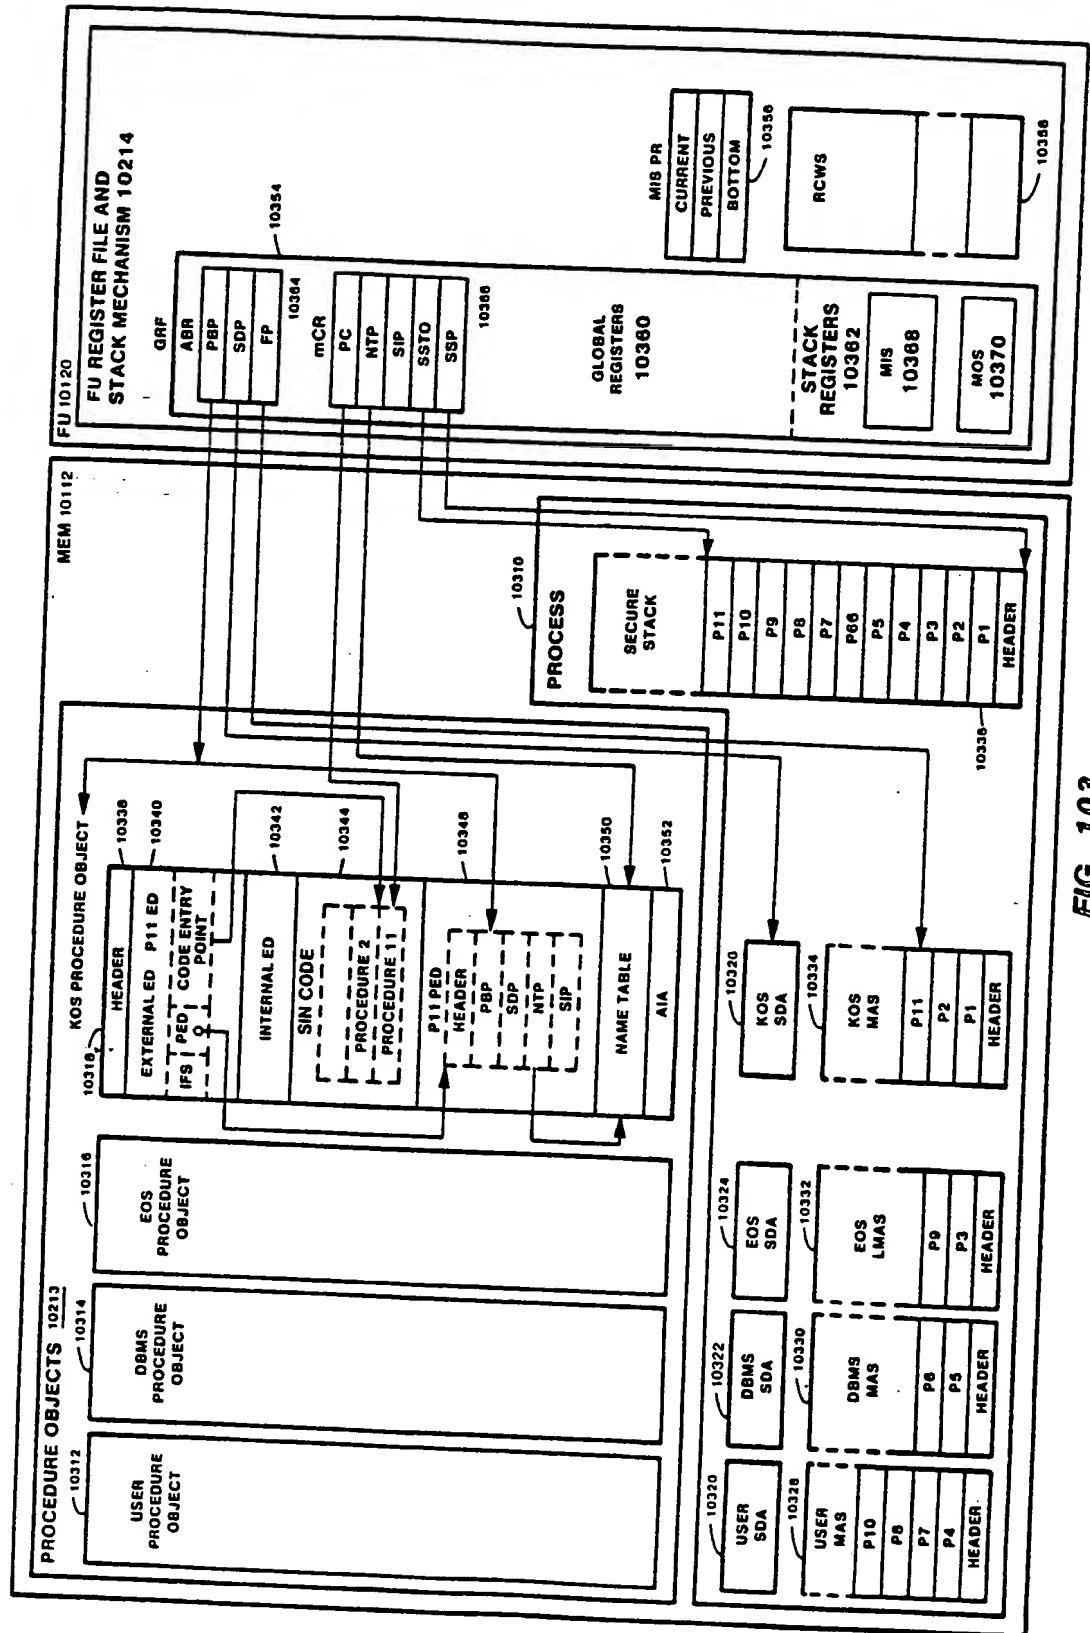 FU 10120
FU REGISTER FILE AND
STACK MECHANISM 10214
GRF
10354
ABR
PBP
SDP
FP
10364
mCR
PC
NTP
SIP
SSTO
SSP
10366
GLOBAL
REGISTERS
10360
STACK
REGISTERS
10362
MIS
10368
MOS
10370
MIS PR
CURRENT
PREVIOUS
BOTTOM
10356
RCWS
10358
MEM 10112
PROCEDURE OBJECTS 10213
10312
USER
PROCEDURE
OBJECT
10314
DBMS
PROCEDURE
OBJECT
10316
EOS
PROCEDURE
OBJECT
10318
KOS PROCEDURE OBJECT
HEADER
10338
EXTERNAL ED P11 ED
10340
IFS PED CODE ENTRY
POINT
INTERNAL ED
10342
SIN CODE
10344
PROCEDURE 2
PROCEDURE 11
P11 PED
10348
HEADER
PBP
SDP
NTP
SIP
NAME TABLE
10350
AIA
10352
10310
PROCESS
SECURE
STACK
P11
P10
P9
P8
P7
P66
P5
P4
P3
P2
P1
HEADER
10336
10320
USER
SDA
10322
DBMS
SDA
10324
EOS
SDA
10320
KOS
SDA
10328
USER
MAS
P10
P8
P7
P4
HEADER
10330
DBMS
MAS
P6
P5
HEADER
10332
EOS
LMAS
P9
P3
HEADER
10334
KOS
MAS
P11
P2
P1
HEADER
FIG. 103